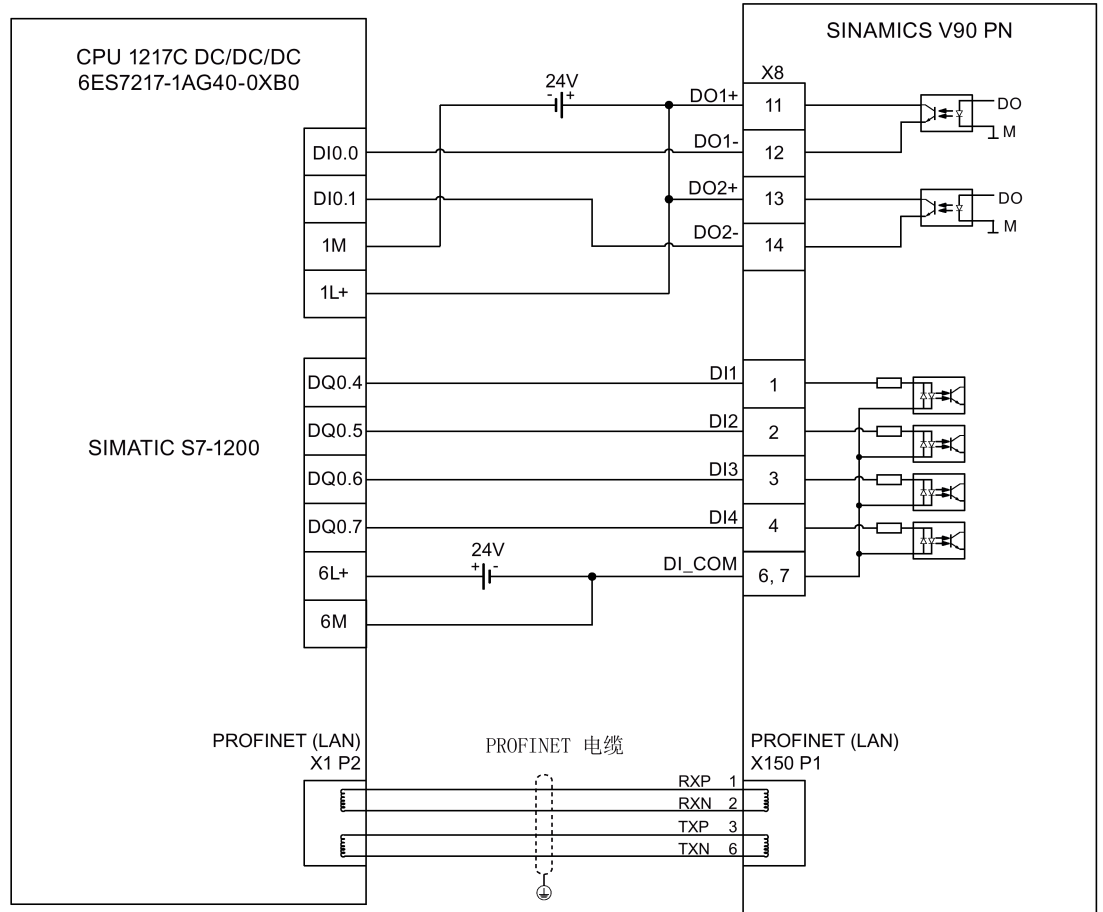 SINAMICS V90 PN
CPU 1217C DC/DC/DC
6ES7217-1AG40-0XB0
24V
- +
X8
DO1+
11
DO
M
DI0.0
DO1-
12
DI0.1
DO2+
13
DO
M
1M
DO2-
14
1L+
DQ0.4
DI1
1
DQ0.5
DI2
2
SIMATIC S7-1200
DQ0.6
DI3
3
DQ0.7
DI4
4
24V
+ -
6L+
DI_COM
6, 7
6M
PROFINET (LAN)
X1 P2
PROFINET 电缆
PROFINET (LAN)
X150 P1
RXP 1
RXN 2
TXP 3
TXN 6